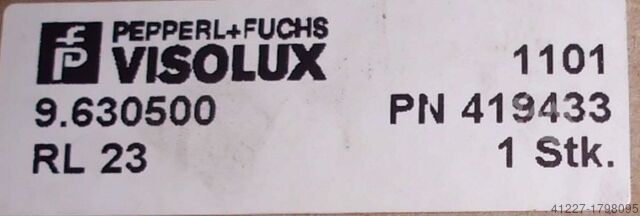 PEPPERL+FUCHS
VISOLUX 1101
9.630500 PN 419433
RL 23 1 Stk.
41227-1798095